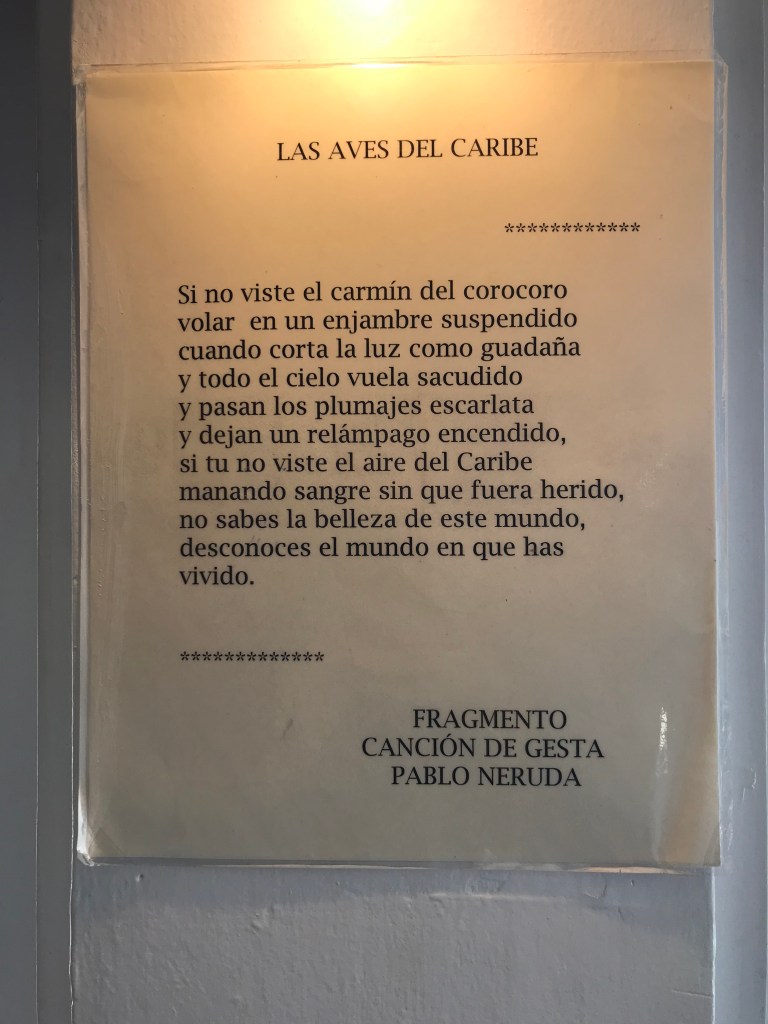 LAS AVES DEL CARIBE
************
Si no viste el carmín del corocoro
volar en un enjambre suspendido
cuando corta la luz como guadaña
y todo el cielo vuela sacudido
y pasan los plumajes escarlata
y dejan un relámpago encendido,
si tu no viste el aire del Caribe
manando sangre sin que fuera herido,
no sabes la belleza de este mundo,
desconoces el mundo en que has
vivido.
*************
FRAGMENTO
CANCIÓN DE GESTA
PABLO NERUDA